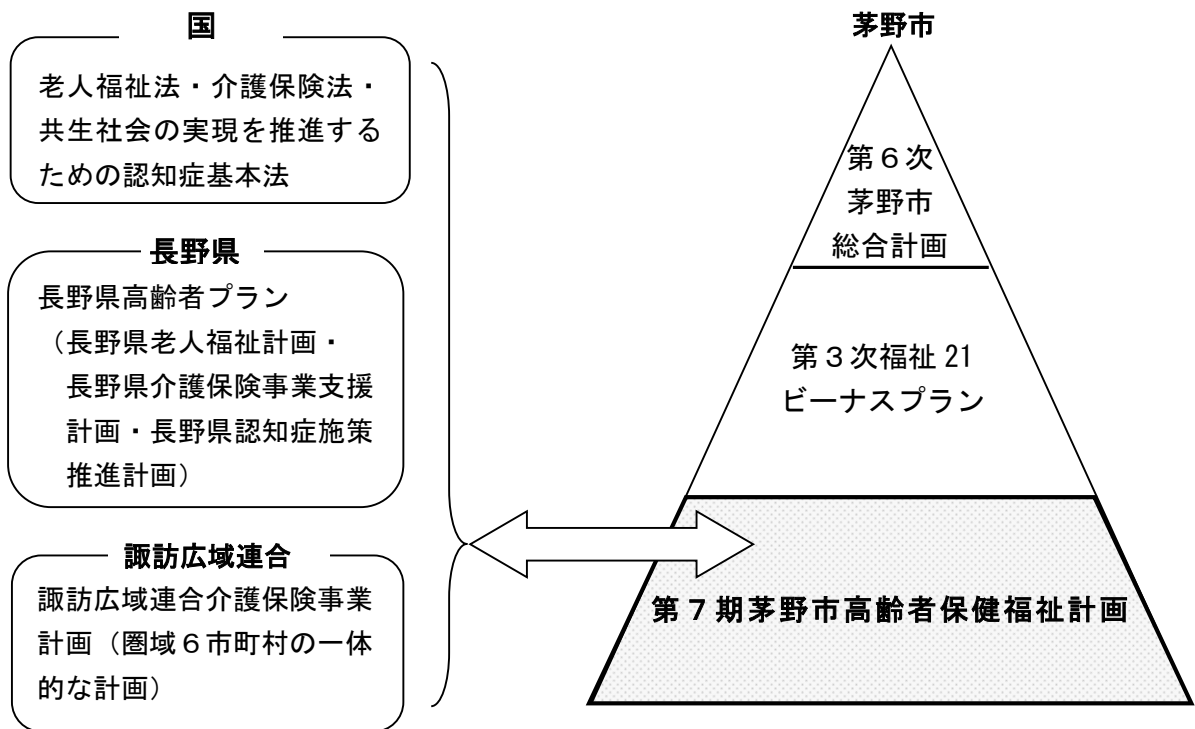 国
老人福祉法・介護保険法・
共生社会の実現を推進する
ための認知症基本法
長野県
長野県高齢者プラン
（長野県老人福祉計画・
長野県介護保険事業支援
計画・長野県認知症施策
推進計画）
諏訪広域連合
諏訪広域連合介護保険事業
計画（圏域６市町村の一体
的な計画）
茅野市
第６次
茅野市
総合計画
第３次福祉 21
ビーナスプラン
第７期茅野市高齢者保健福祉計画